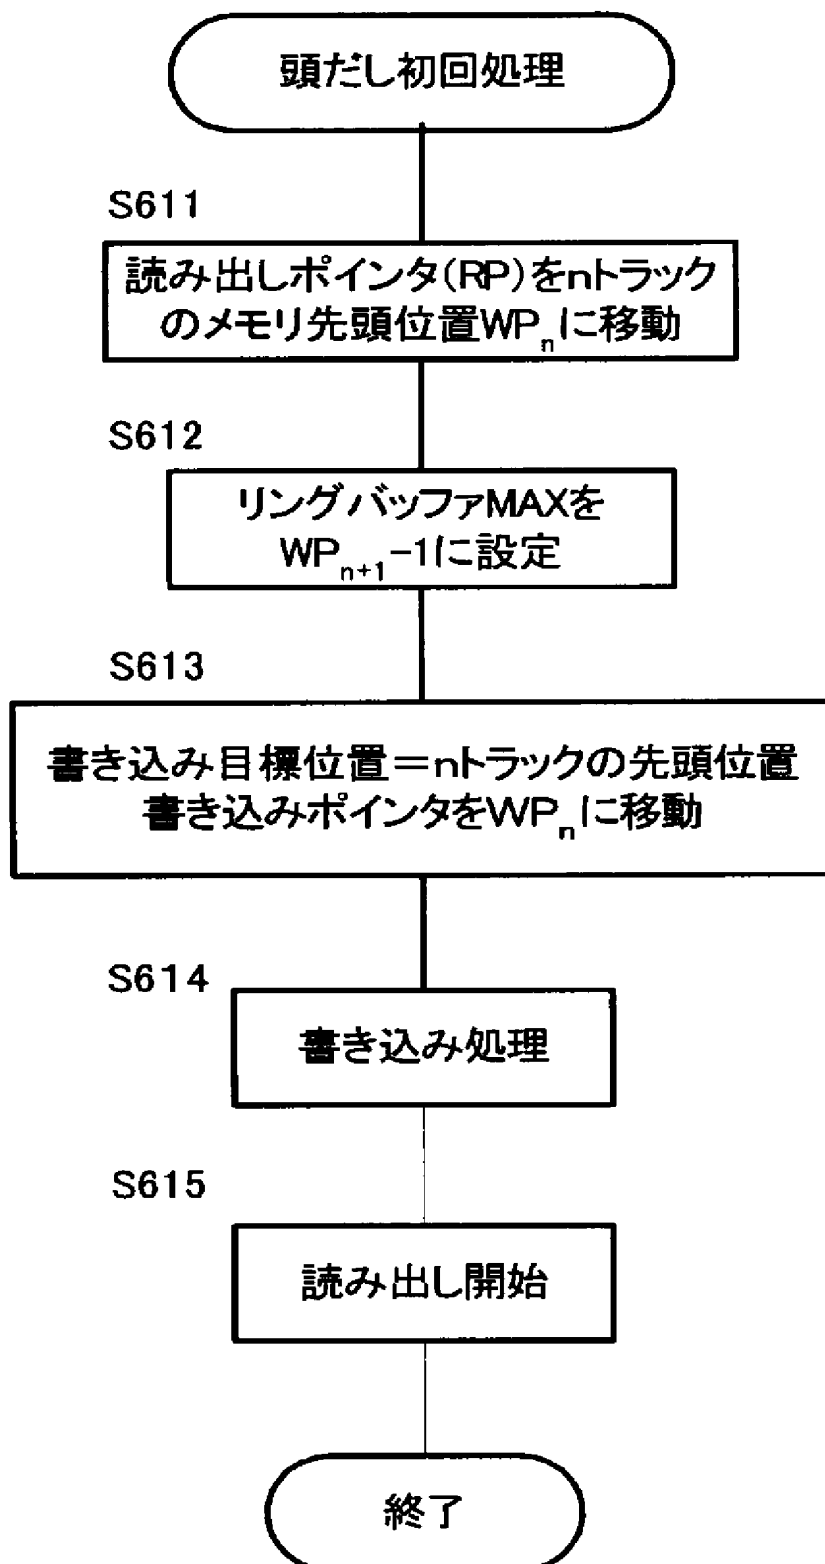 頭だし初回処理
S611
読み出しポインタ(RP)をnトラック
のメモリ先頭位置WPₙに移動
S612
リングバッファMAXを
WPₙ₊₁-1に設定
S613
書き込み目標位置=nトラックの先頭位置
書き込みポインタをWPₙに移動
S614
書き込み処理
S615
読み出し開始
終了